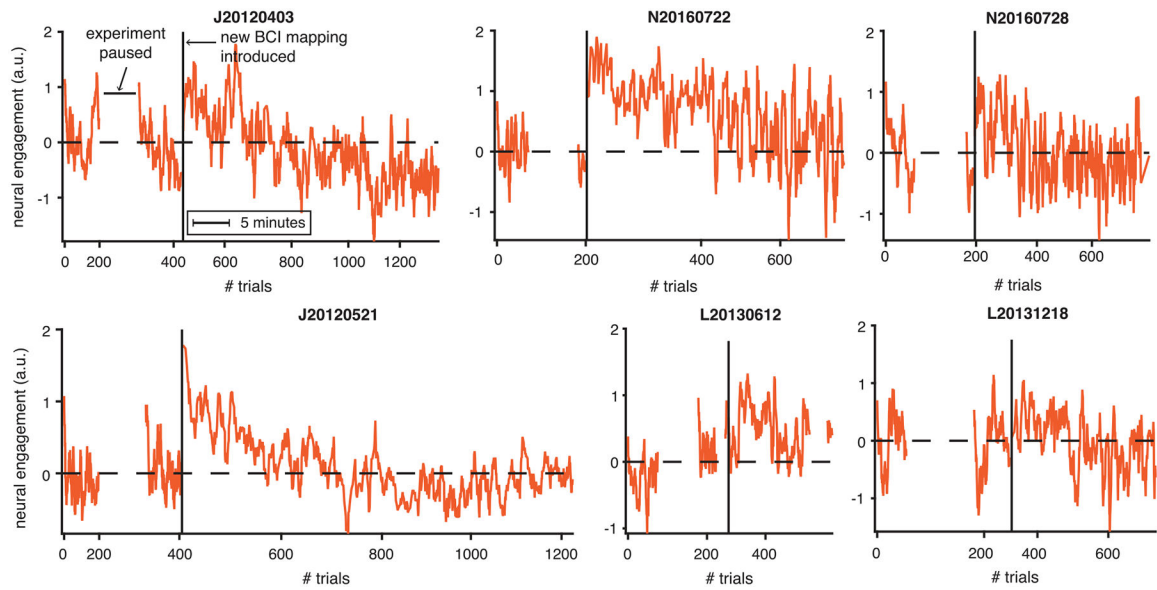 J20120403
N20160722
N20160728
experiment
paused
new BCI mapping
introduced
neural engagement (a.u.)
2
1
0
-1
5 minutes
0 200 400 600 800 1000 1200
# trials
2
1
0
-1
0 200 400 600
# trials
2
1
0
-1
0 200 400 600
# trials
J20120521
L20130612
L20131218
neural engagement (a.u.)
2
1
0
0 200 400 600 800 1000 1200
# trials
2
1
0
-1
0 200 400
# trials
2
1
0
-1
0 200 400 600
# trials